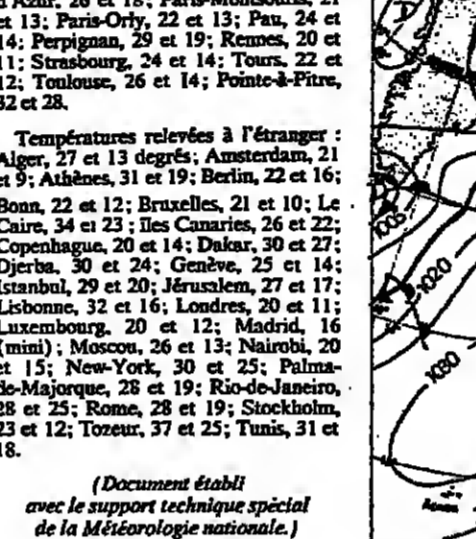 d'Azur, 26 et 18; Paris-Montsouris, 21
et 13; Paris-Orly, 22 et 13; Pau, 24 et
14; Perpignan, 29 et 19; Rennes, 20 et
11; Strasbourg, 24 et 14; Tours, 22 et
12; Toulouse, 26 et 14; Pointe-à-Pitre,
32 et 28.
Températures relevées à l'étranger :
Alger, 27 et 13 degrés; Amsterdam, 21
et 9; Athènes, 31 et 19; Berlin, 22 et 16;
Bonn, 22 et 12; Bruxelles, 21 et 10; Le
Caire, 34 et 23 ; îles Canaries, 26 et 22;
Copenhague, 20 et 14; Dakar, 30 et 27;
Djerba, 30 et 24; Genève, 25 et 14;
Istanbul, 29 et 20; Jérusalem, 27 et 17;
Lisbonne, 32 et 16; Londres, 20 et 11;
Luxembourg, 20 et 12; Madrid, 16
(mini) ; Moscou, 26 et 13; Nairobi, 20
et 15; New-York, 30 et 25; Palma-
de-Majorque, 28 et 19; Rio-de-Janeiro,
28 et 25; Rome, 28 et 19; Stockholm,
23 et 12; Tozeur, 37 et 25; Tunis, 31 et
18.
(Document établi
avec le support technique spécial
de la Météorologie nationale.)
D
1005
1020
1030